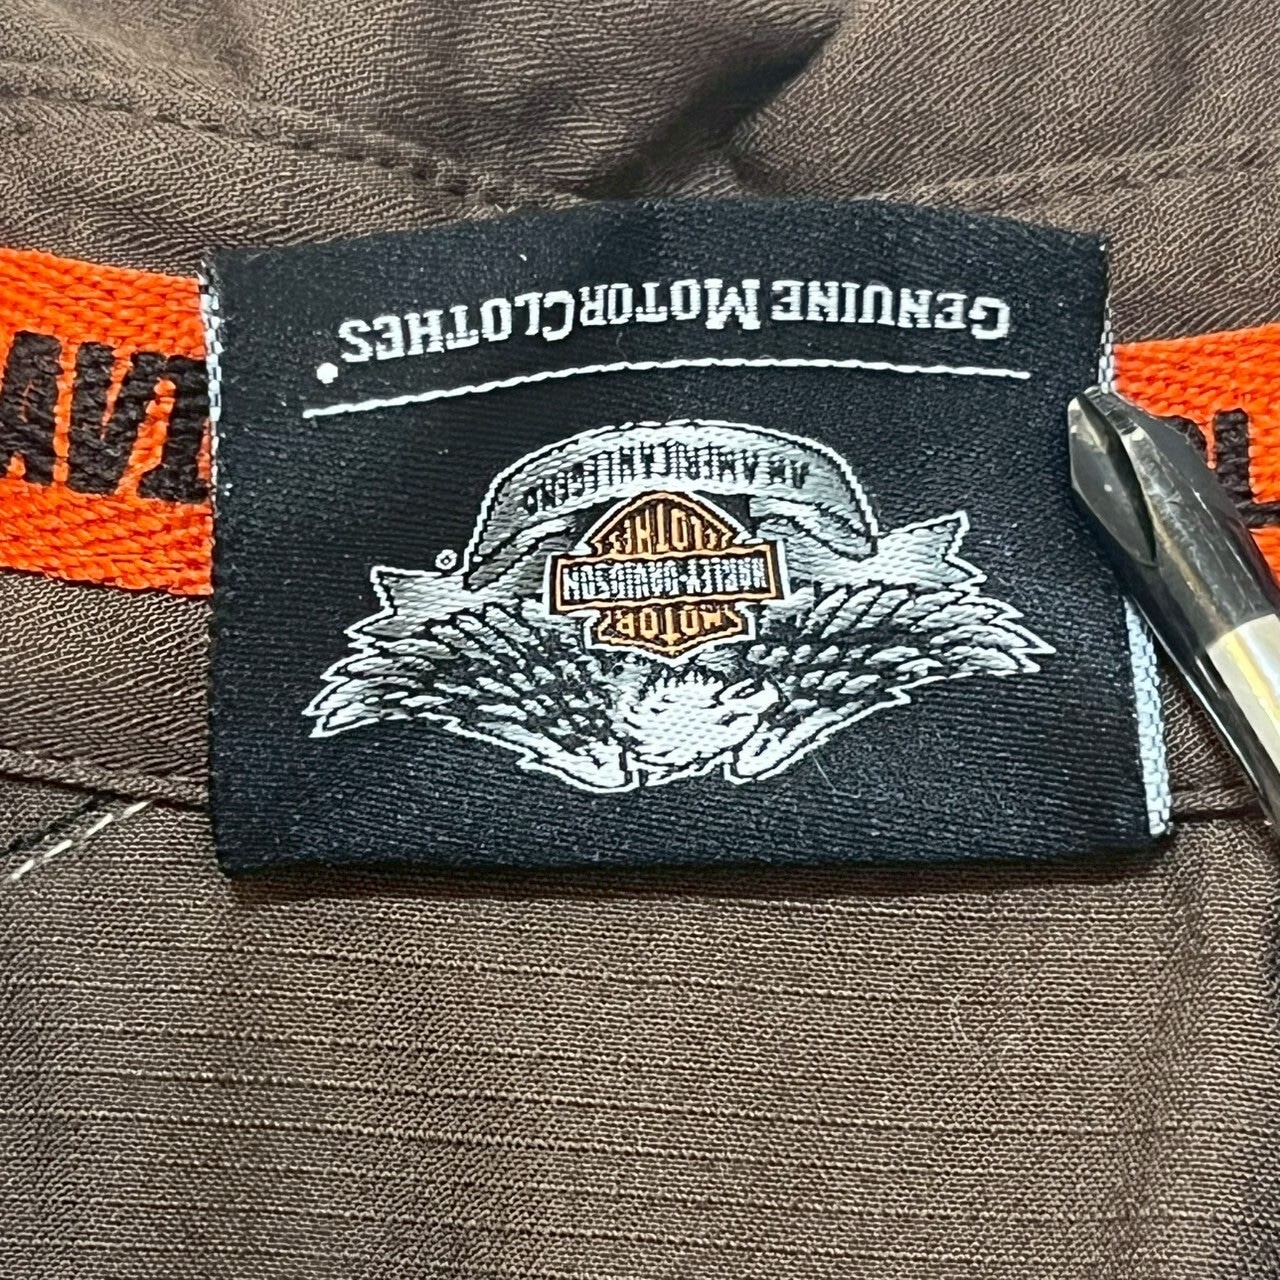 MOTOR
HARLEY-DAVIDSON
CLOTHES
®
AN AMERICAN LEGEND
GENUINE MOTORCLOTHES